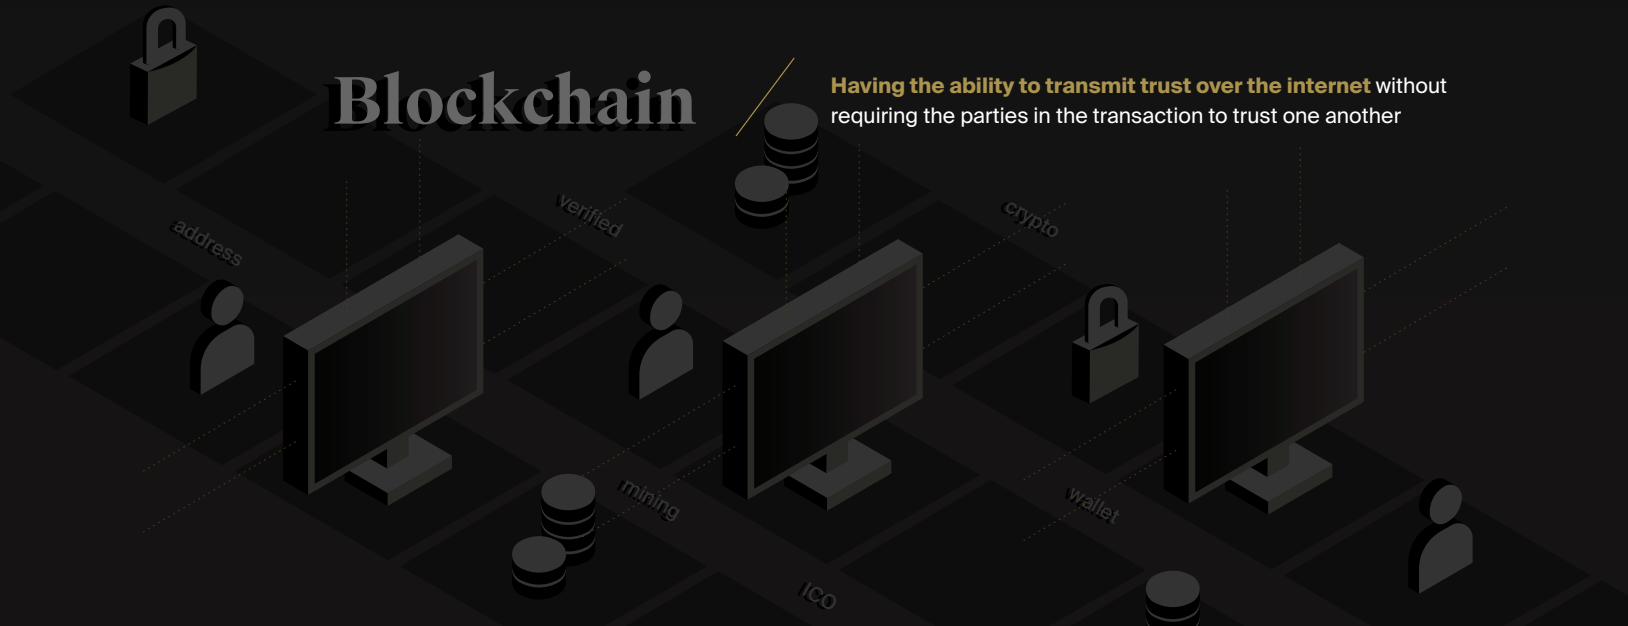 Blockchain
Having the ability to transmit trust over the internet without
requiring the parties in the transaction to trust one another
verified
crypto
address
mining
wallet
ICO